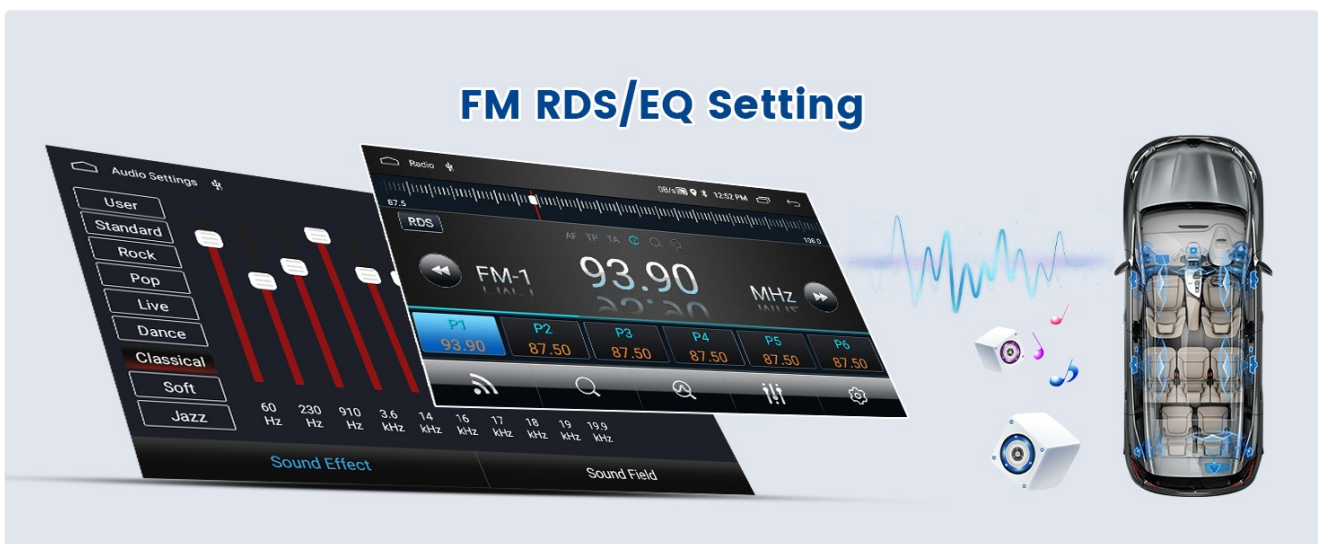 FM RDS/EQ Setting
Audio Settings
User
Standard
Rock
Pop
Live
Dance
Classical
Soft
Jazz
60 Hz
230 Hz
910 Hz
3.6 kHz
14 kHz
16 kHz
17 kHz
18 kHz
19 kHz
19.9 kHz
Sound Effect
Sound Field
Radio
0B/s
12:52 PM
67.5
108.0
RDS
AF TP TA
FM-1
93.90
MHz
P1
93.90
P2
87.50
P3
87.50
P4
87.50
P5
87.50
P6
87.50